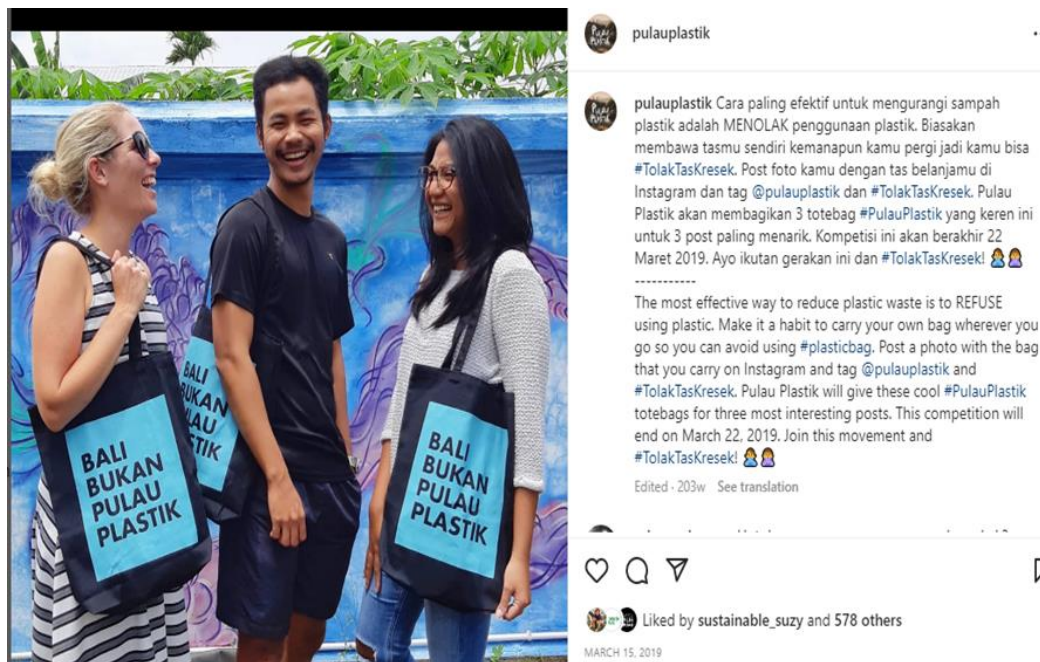 BALI
BUKAN
PULAU
PLASTIK
BALI
BUKAN
PULAU
PLASTIK
BALI
BUKAN
PULAU
PLASTIK
pulauplastik
pulauplastik Cara paling efektif untuk mengurangi sampah
plastik adalah MENOLAK penggunaan plastik. Biasakan
membawa tasmu sendiri kemanapun kamu pergi jadi kamu bisa
#TolakTasKresek. Post foto kamu dengan tas belanjamu di
Instagram dan tag @pulauplastik dan #TolakTasKresek. Pulau
Plastik akan membagikan 3 totebag #PulauPlastik yang keren ini
untuk 3 post paling menarik. Kompetisi ini akan berakhir 22
Maret 2019. Ayo ikutan gerakan ini dan #TolakTasKresek! 🙅‍♂️🙅‍♀️
-----------
The most effective way to reduce plastic waste is to REFUSE
using plastic. Make it a habit to carry your own bag wherever you
go so you can avoid using #plasticbag. Post a photo with the bag
that you carry on Instagram and tag @pulauplastik and
#TolakTasKresek. Pulau Plastik will give these cool #PulauPlastik
totebags for three most interesting posts. This competition will
end on March 22, 2019. Join this movement and
#TolakTasKresek! 🙅‍♂️🙅‍♀️
Edited · 203w See translation
Liked by sustainable_suzy and 578 others
MARCH 15, 2019